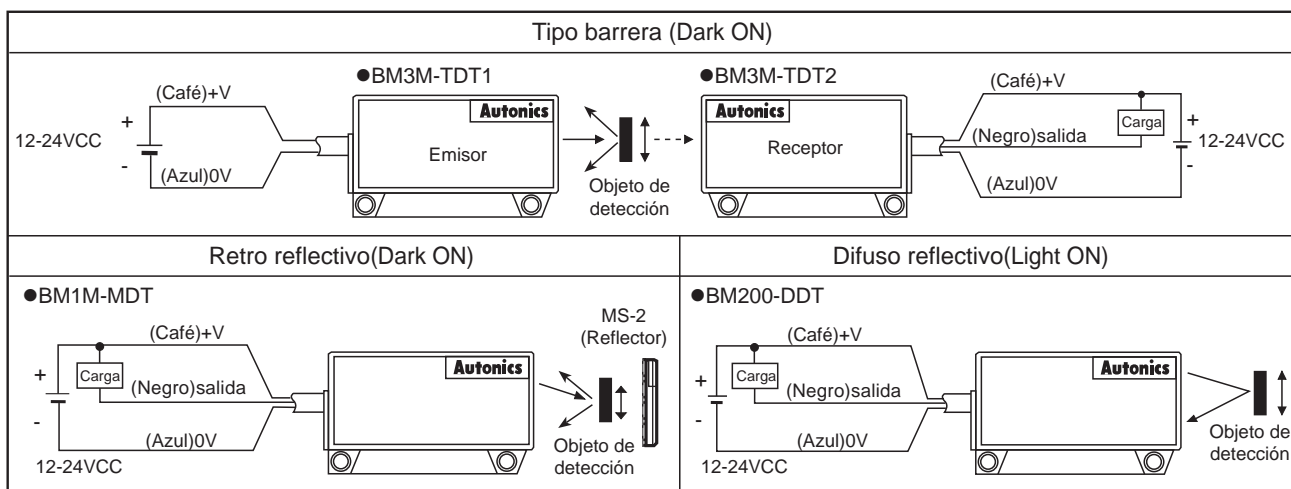 Tipo barrera (Dark ON)
●BM3M-TDT1
●BM3M-TDT2
(Café)+V
+
12-24VCC
-
(Azul)0V
Autonics
Emisor
Objeto de
detección
Autonics
Receptor
(Café)+V
Carga
(Negro)salida
+
12-24VCC
-
(Azul)0V
Retro reflectivo(Dark ON)
●BM1M-MDT
(Café)+V
+
Carga
(Negro)salida
-
(Azul)0V
12-24VCC
Autonics
MS-2
(Reflector)
Objeto de
detección
Difuso reflectivo(Light ON)
●BM200-DDT
(Café)+V
+
Carga
(Negro)salida
-
(Azul)0V
12-24VCC
Autonics
Objeto de
detección